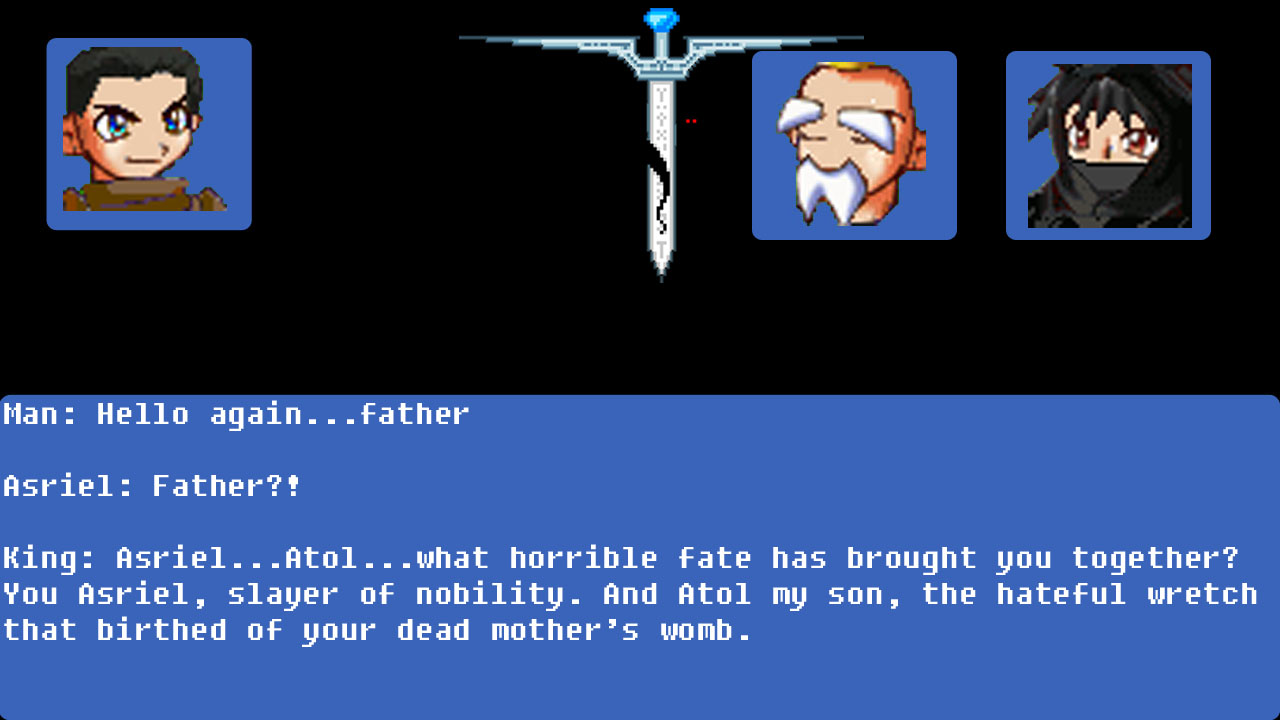 Man: Hello again...father
Asriel: Father?!
King: Asriel...Atol...what horrible fate has brought you together?
You Asriel, slayer of nobility. And Atol my son, the hateful wretch
that birthed of your dead mother's womb.